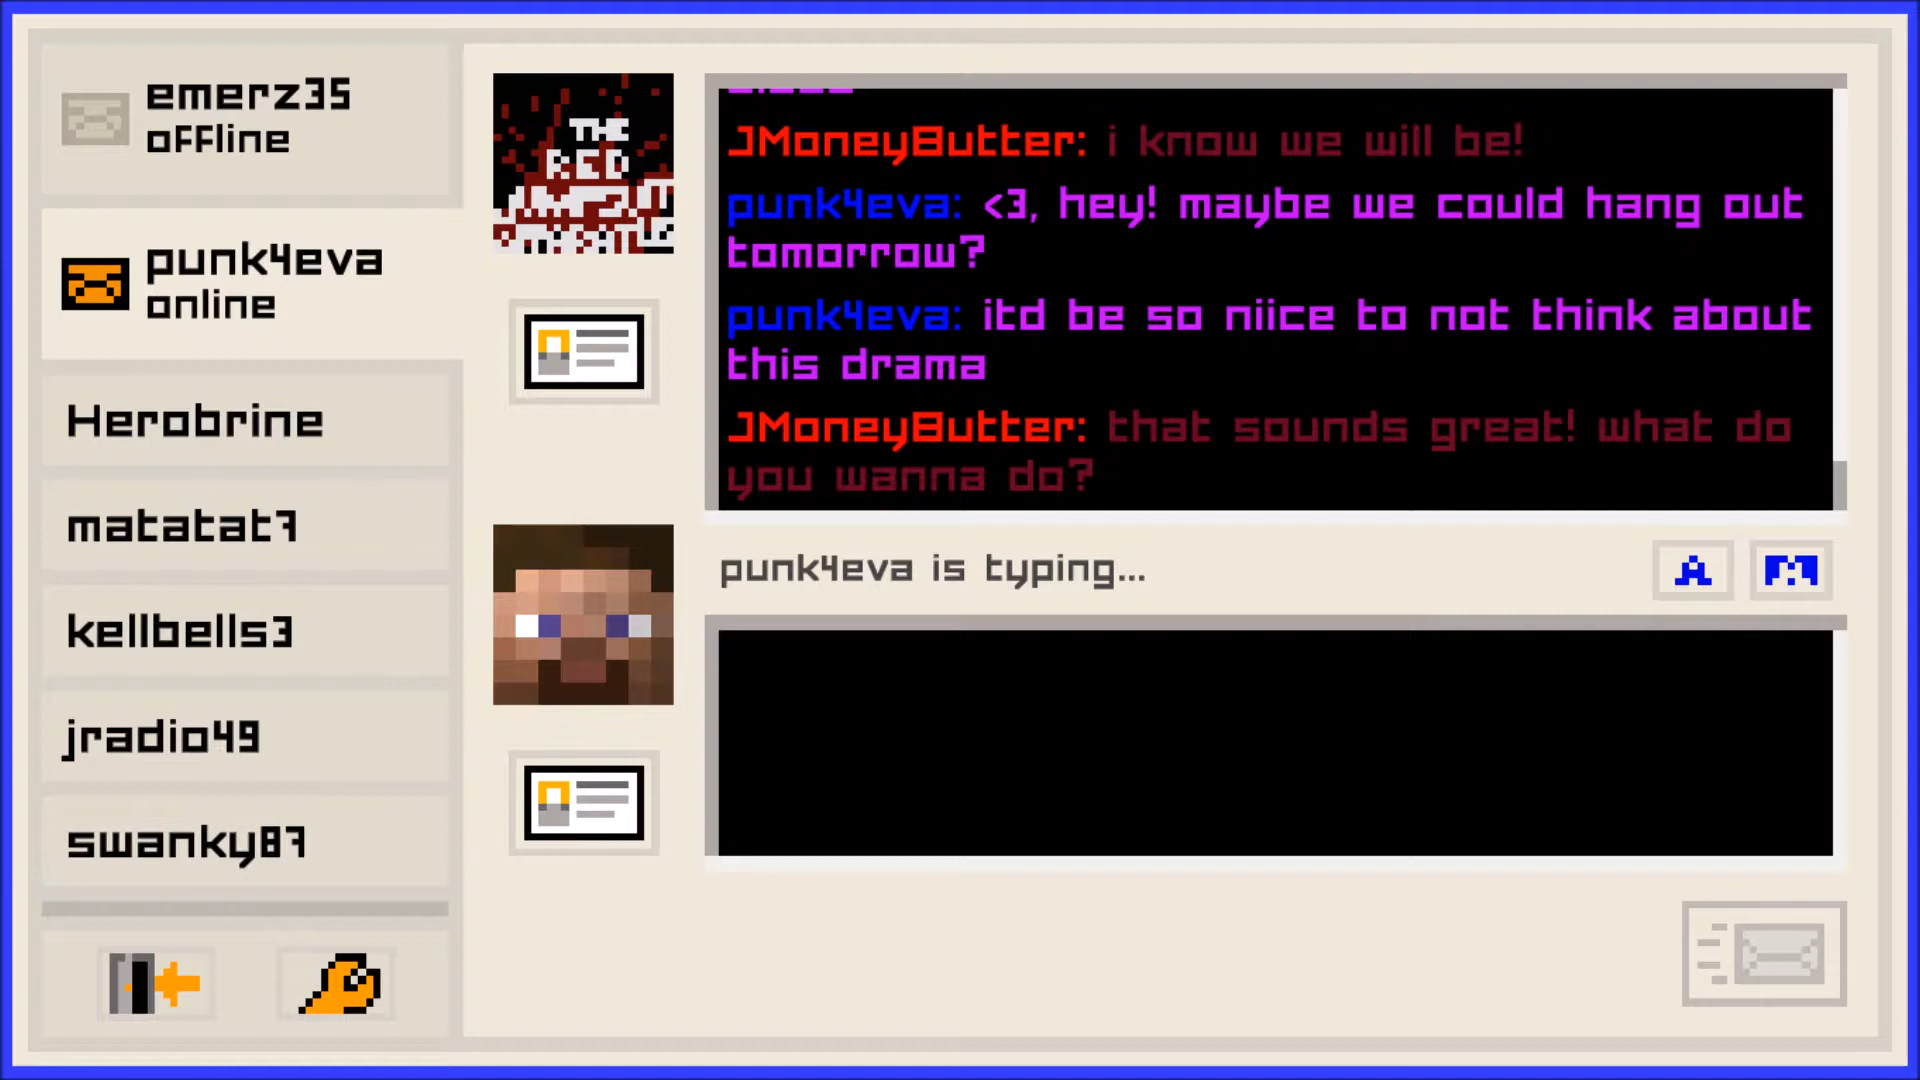 emerz35
offline
punk4eva
online
Herobrine
matatat7
kellbells3
jradio49
swanky87
THE
RED
JMoneyButter: i know we will be!
punk4eva: <3, hey! maybe we could hang out
tomorrow?
punk4eva: itd be so niice to not think about
this drama
JMoneyButter: that sounds great! what do
you wanna do?
punk4eva is typing...
A